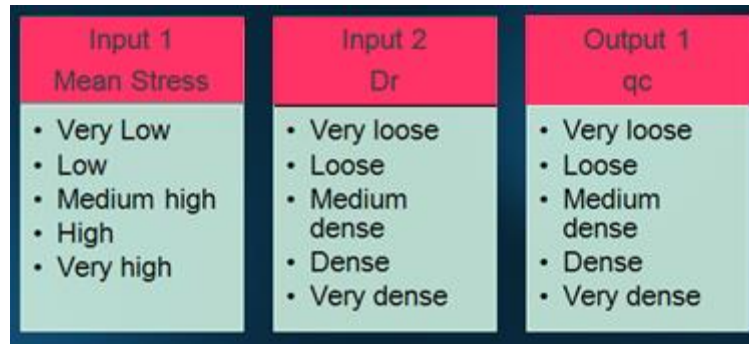 Input 1
Mean Stress
• Very Low
• Low
• Medium high
• High
• Very high
Input 2
Dr
• Very loose
• Loose
• Medium
dense
• Dense
• Very dense
Output 1
qc
• Very loose
• Loose
• Medium
dense
• Dense
• Very dense